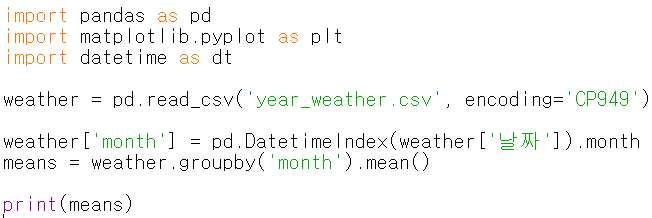 import pandas as pd
import matplotlib.pyplot as plt
import datetime as dt
weather = pd.read_csv('year_weather.csv', encoding='CP949')
weather['month'] = pd.DatetimeIndex(weather['날짜']).month
means = weather.groupby('month').mean()
print(means)